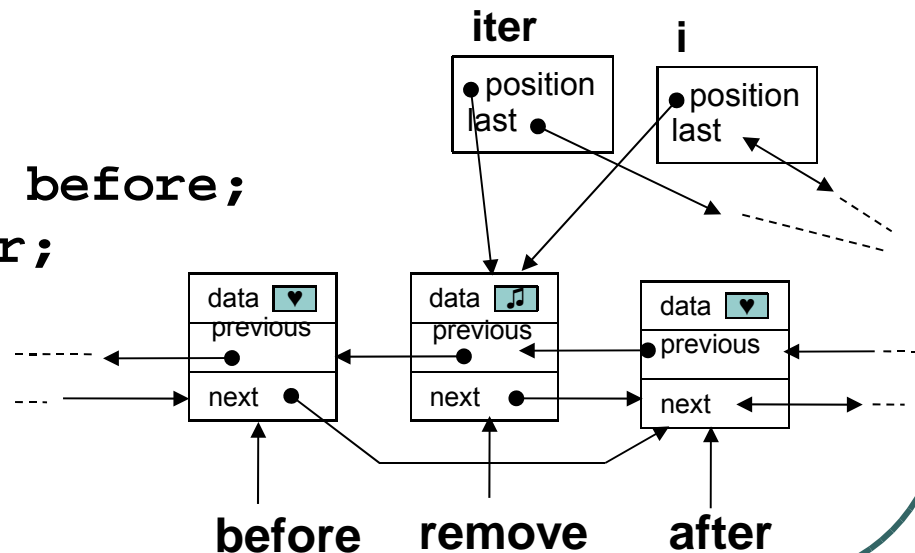 iter
i
position
last
position
last
before;
r;
data ♥
previous
next
data ♫
previous
next
data ♥
previous
next
before
remove
after